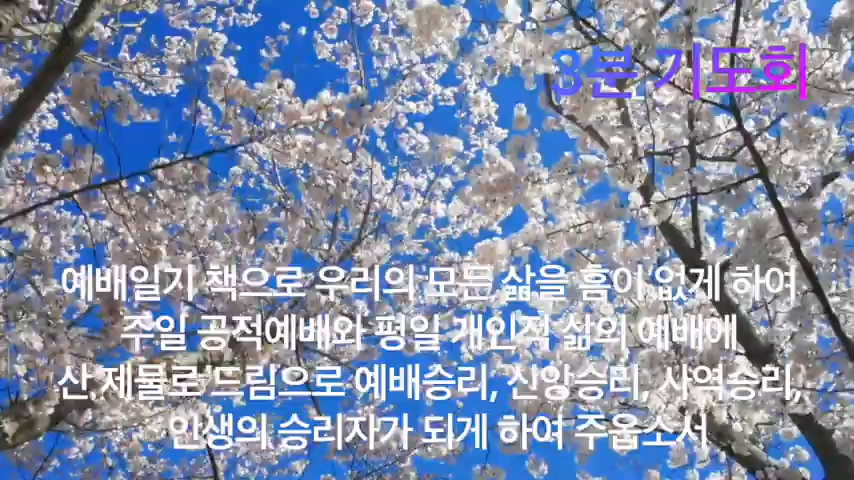 3분 기도회
예배일기 책으로 우리의 모든 삶을 흠이 없게 하여
주일 공적예배와 평일 개인적 삶의 예배에
산 제물로 드림으로 예배승리, 신앙승리, 사역승리,
인생의 승리자가 되게 하여 주옵소서